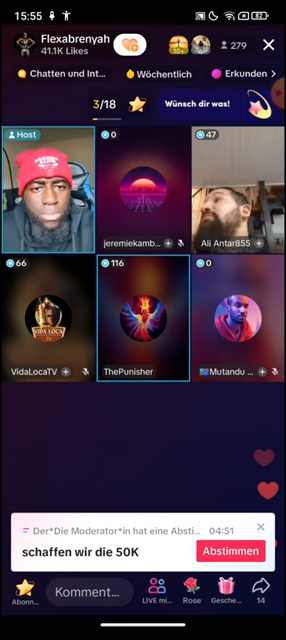 15:55
82
Flexabrenyah
41.1K Likes
10+
279
Chatten und Int...
Wöchentlich
Erkunden
3/18
Wünsch dir was!
Host
0
47
jeremiekamb...
Ali Antar855
66
116
0
VIDA LOCA
TV
VidaLocaTV
ThePunisher
Mutandu ...
Der*Die Moderator*in hat eine Absti... 04:51
schaffen wir die 50K
Abstimmen
Komment...
Abonn...
LIVE mi...
Rose
Gesche...
14